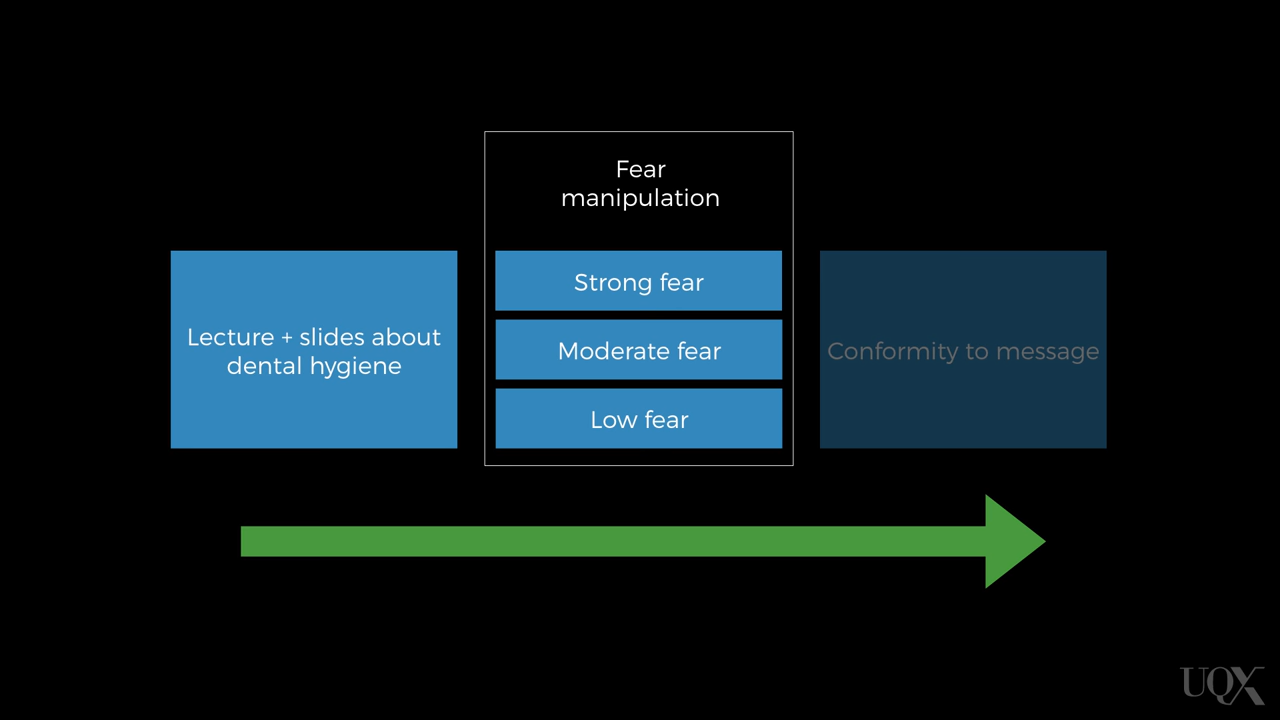 Fear
manipulation
Lecture + slides about
dental hygiene
Strong fear
Moderate fear
Low fear
Conformity to message
UQX